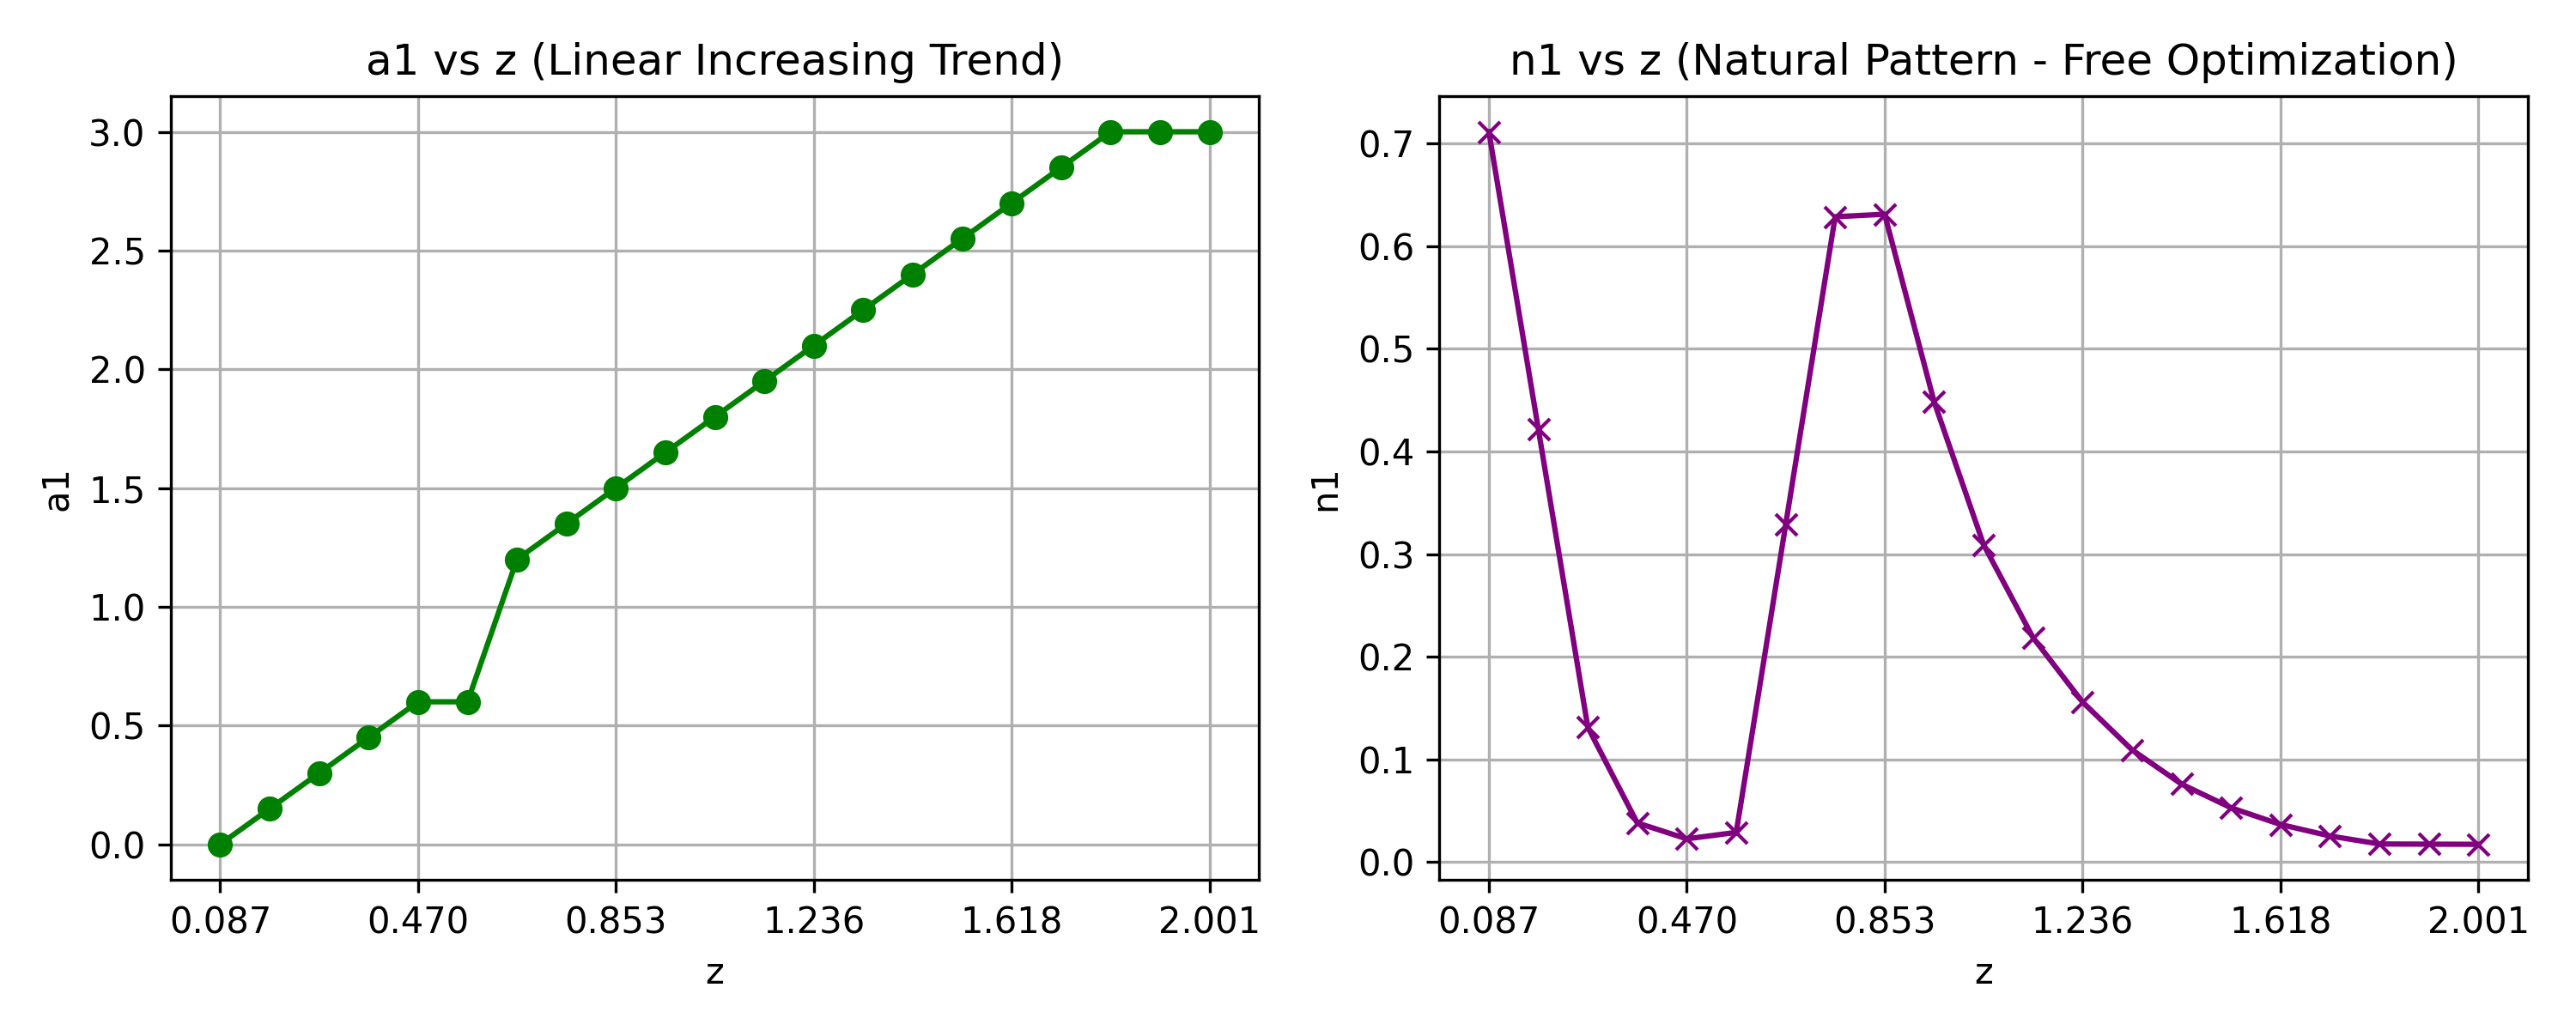 a1 vs z (Linear Increasing Trend)
3.0
2.5
2.0
1.5
1.0
0.5
0.0
a1
0.087 0.470 0.853 1.236 1.618 2.001
z
n1 vs z (Natural Pattern - Free Optimization)
0.7
0.6
0.5
0.4
0.3
0.2
0.1
0.0
n1
0.087 0.470 0.853 1.236 1.618 2.001
z